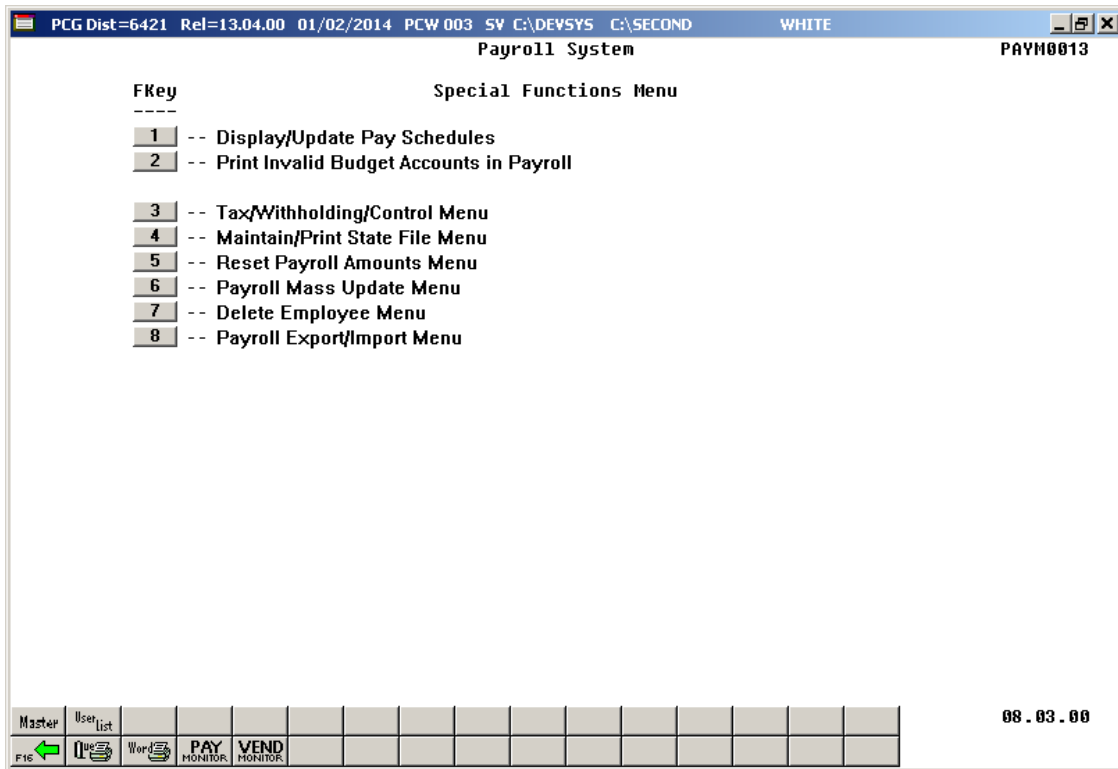 PCG Dist=6421 Rel=13.04.00 01/02/2014 PCW 003 SV C:\DEVSYS C:\SECOND WHITE
Payroll System PAYM0013
FKey Special Functions Menu
----
1 -- Display/Update Pay Schedules
2 -- Print Invalid Budget Accounts in Payroll
3 -- Tax/Withholding/Control Menu
4 -- Maintain/Print State File Menu
5 -- Reset Payroll Amounts Menu
6 -- Payroll Mass Update Menu
7 -- Delete Employee Menu
8 -- Payroll Export/Import Menu
Master User List 08.03.00
F16 Que Word PAY MONITOR VEND MONITOR